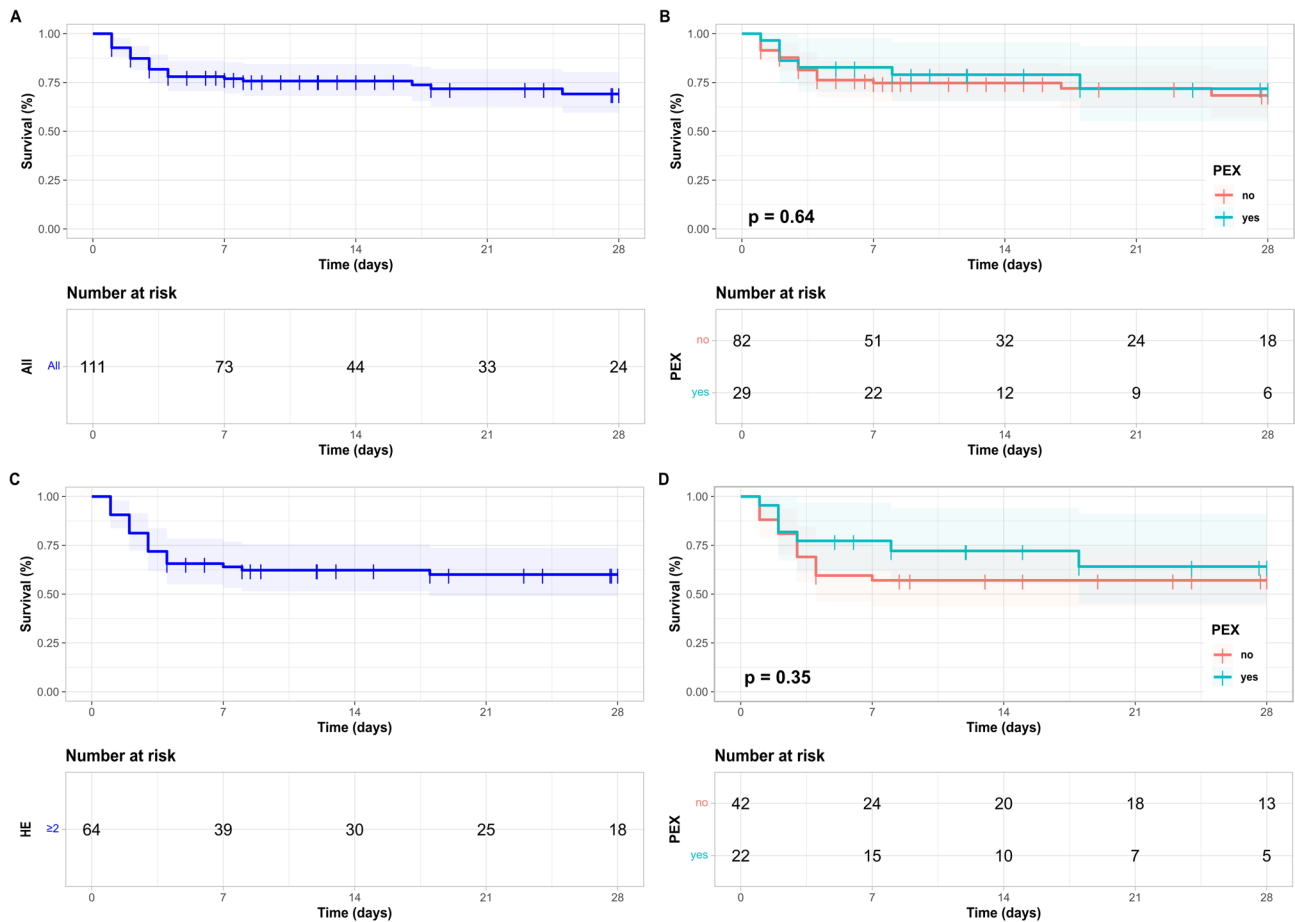 A
Survival (%)
1.00
0.75
0.50
0.25
0.00
0 7 14 21 28
Time (days)
Number at risk
All
All 111 73 44 33 24
0 7 14 21 28
Time (days)
B
Survival (%)
1.00
0.75
0.50
0.25
0.00
p = 0.64
PEX
no
yes
0 7 14 21 28
Time (days)
Number at risk
PEX
no 82 51 32 24 18
yes 29 22 12 9 6
0 7 14 21 28
Time (days)
C
Survival (%)
1.00
0.75
0.50
0.25
0.00
0 7 14 21 28
Time (days)
Number at risk
HE
≥2 64 39 30 25 18
0 7 14 21 28
Time (days)
D
Survival (%)
1.00
0.75
0.50
0.25
0.00
p = 0.35
PEX
no
yes
0 7 14 21 28
Time (days)
Number at risk
PEX
no 42 24 20 18 13
yes 22 15 10 7 5
0 7 14 21 28
Time (days)